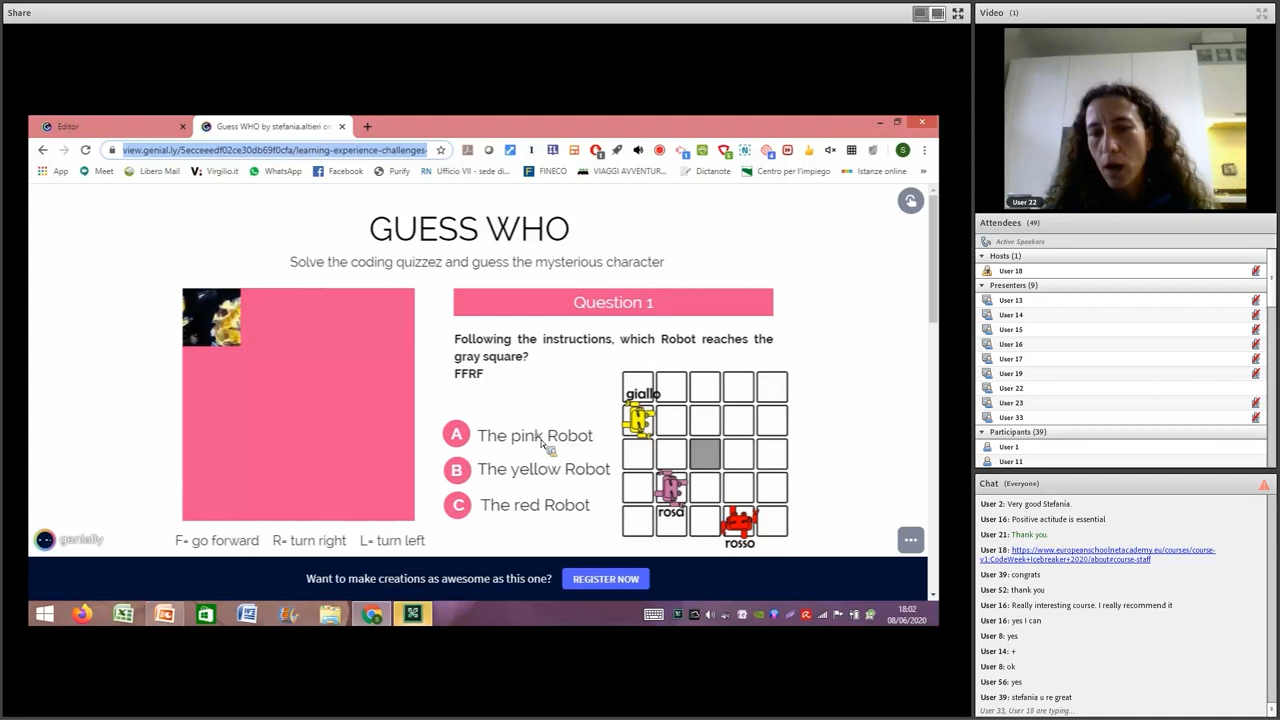 Share
Video (1)
User 22
Editor
Guess WHO by stefania.altieri on
view.genial.ly/5ecceeedf02ce30db69f0cfa/learning-experience-challenges-
App
Meet
Libero Mail
Virgilio.it
WhatsApp
Facebook
Purify
Ufficio VII - sede di...
FINECO
VIAGGI AVVENTUR...
Dictanote
Centro per l'impiego
Istanze online
»
GUESS WHO
Solve the coding quizzez and guess the mysterious character
Question 1
Following the instructions, which Robot reaches the
gray square?
FFRF
A The pink Robot
B The yellow Robot
C The red Robot
giallo
rosa
rosso
genially
F= go forward R= turn right L= turn left
Want to make creations as awesome as this one?
REGISTER NOW
18:02
08/06/2020
Attendees (49)
Active Speakers
Hosts (1)
User 18
Presenters (9)
User 13
User 14
User 15
User 16
User 17
User 19
User 22
User 23
User 33
Participants (39)
User 1
User 11
Chat (Everyone)
User 2: Very good Stefania.
User 16: Positive actitude is essential
User 21: Thank you.
User 18: https://www.europeanschoolnetacademy.eu/courses/course-
v1:CodeWeek+Icebreaker+2020/about#course-staff
User 39: congrats
User 52: thank you
User 16: Really interesting course. I really recommend it
User 16: yes I can
User 8: yes
User 14: +
User 8: ok
User 56: yes
User 39: stefania u re great
User 33, User 18 are typing...